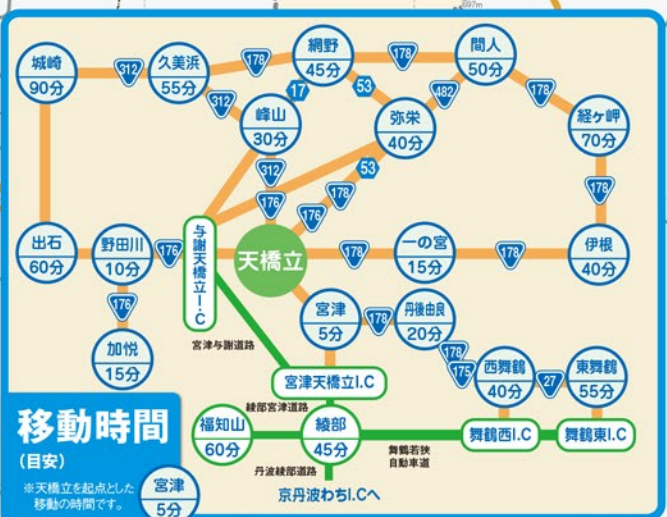 697m
城崎
90分
312
久美浜
55分
178
網野
45分
178
間人
50分
312
17
53
482
178
峰山
30分
弥栄
40分
経ヶ岬
70分
312
53
178
176
176
178
出石
60分
野田川
10分
176
与謝天橋立I.C
天橋立
178
一の宮
15分
178
伊根
40分
176
宮津
5分
178
丹後由良
20分
加悦
15分
宮津与謝道路
178
175
西舞鶴
40分
27
東舞鶴
55分
宮津天橋立I.C
綾部宮津道路
移動時間
(目安)
福知山
60分
綾部
45分
舞鶴若狭
自動車道
舞鶴西I.C
舞鶴東I.C
丹波綾部道路
※天橋立を起点とした
移動の時間です。
宮津
5分
京丹波わちI.Cへ